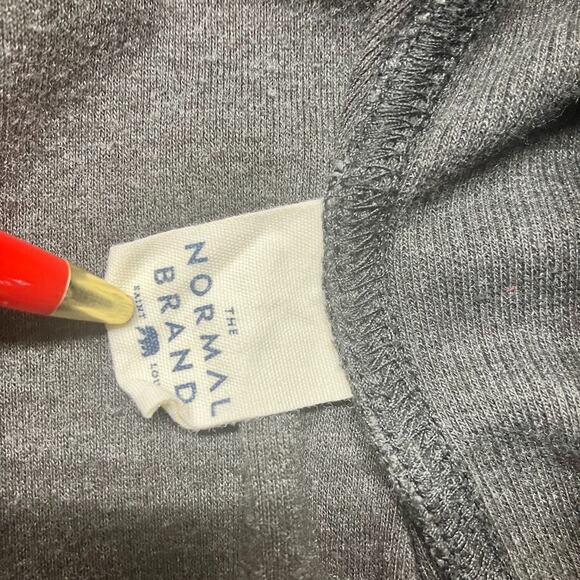 THE
NORMAL
BRAND
SAINT